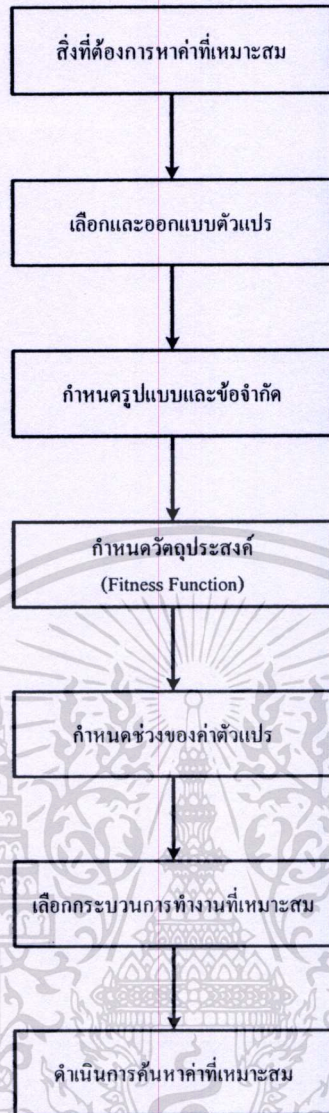 สิ่งที่ต้องการหาค่าที่เหมาะสม
เลือกและออกแบบตัวแปร
กำหนดรูปแบบและข้อจำกัด
กำหนดวัตถุประสงค์
(Fitness Function)
กำหนดช่วงของค่าตัวแปร
เลือกกระบวนการทำงานที่เหมาะสม
ดำเนินการค้นหาค่าที่เหมาะสม